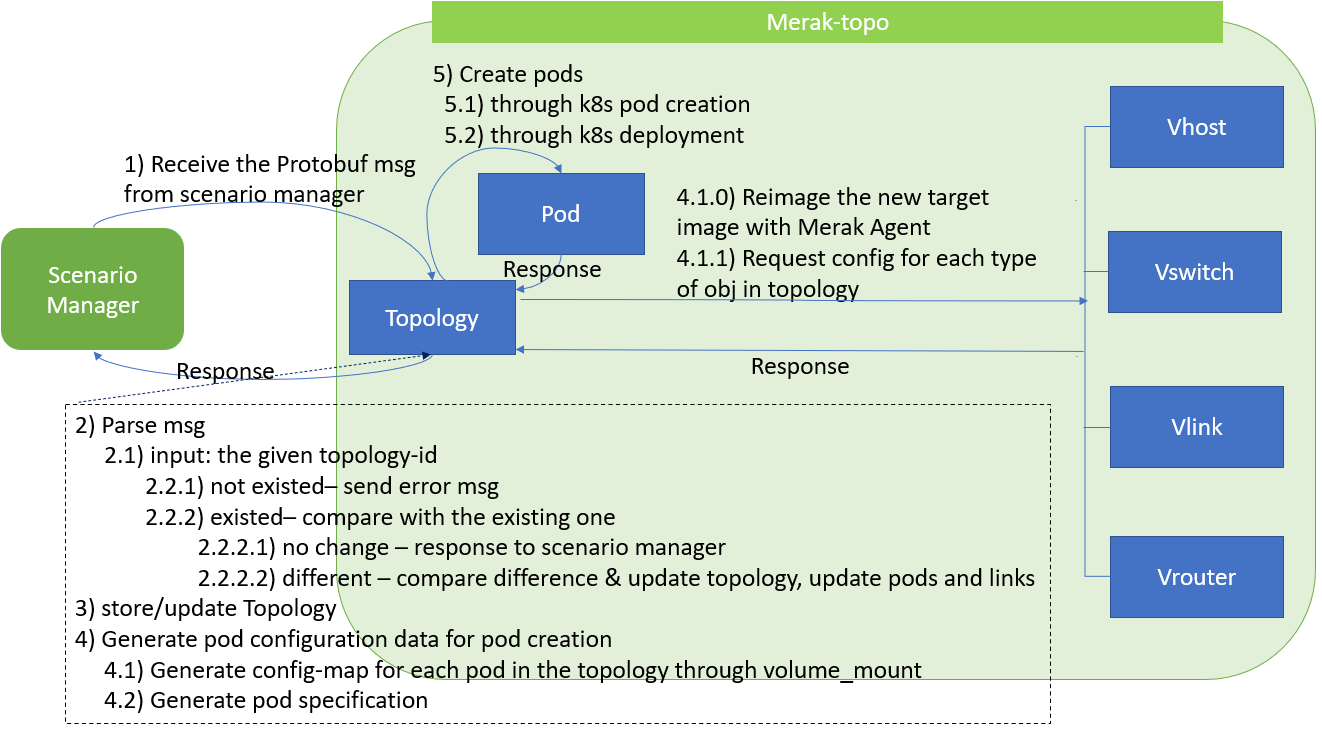 Merak-topo
5) Create pods
5.1) through k8s pod creation
5.2) through k8s deployment
Vhost
1) Receive the Protobuf msg
from scenario manager
Pod
4.1.0) Reimage the new target
image with Merak Agent
4.1.1) Request config for each type
of obj in topology
Vswitch
Scenario
Manager
Response
Topology
Response
Response
Vlink
2) Parse msg
2.1) input: the given topology-id
2.2.1) not existed– send error msg
2.2.2) existed– compare with the existing one
2.2.2.1) no change – response to scenario manager
2.2.2.2) different – compare difference & update topology, update pods and links
Vrouter
3) store/update Topology
4) Generate pod configuration data for pod creation
4.1) Generate config-map for each pod in the topology through volume_mount
4.2) Generate pod specification